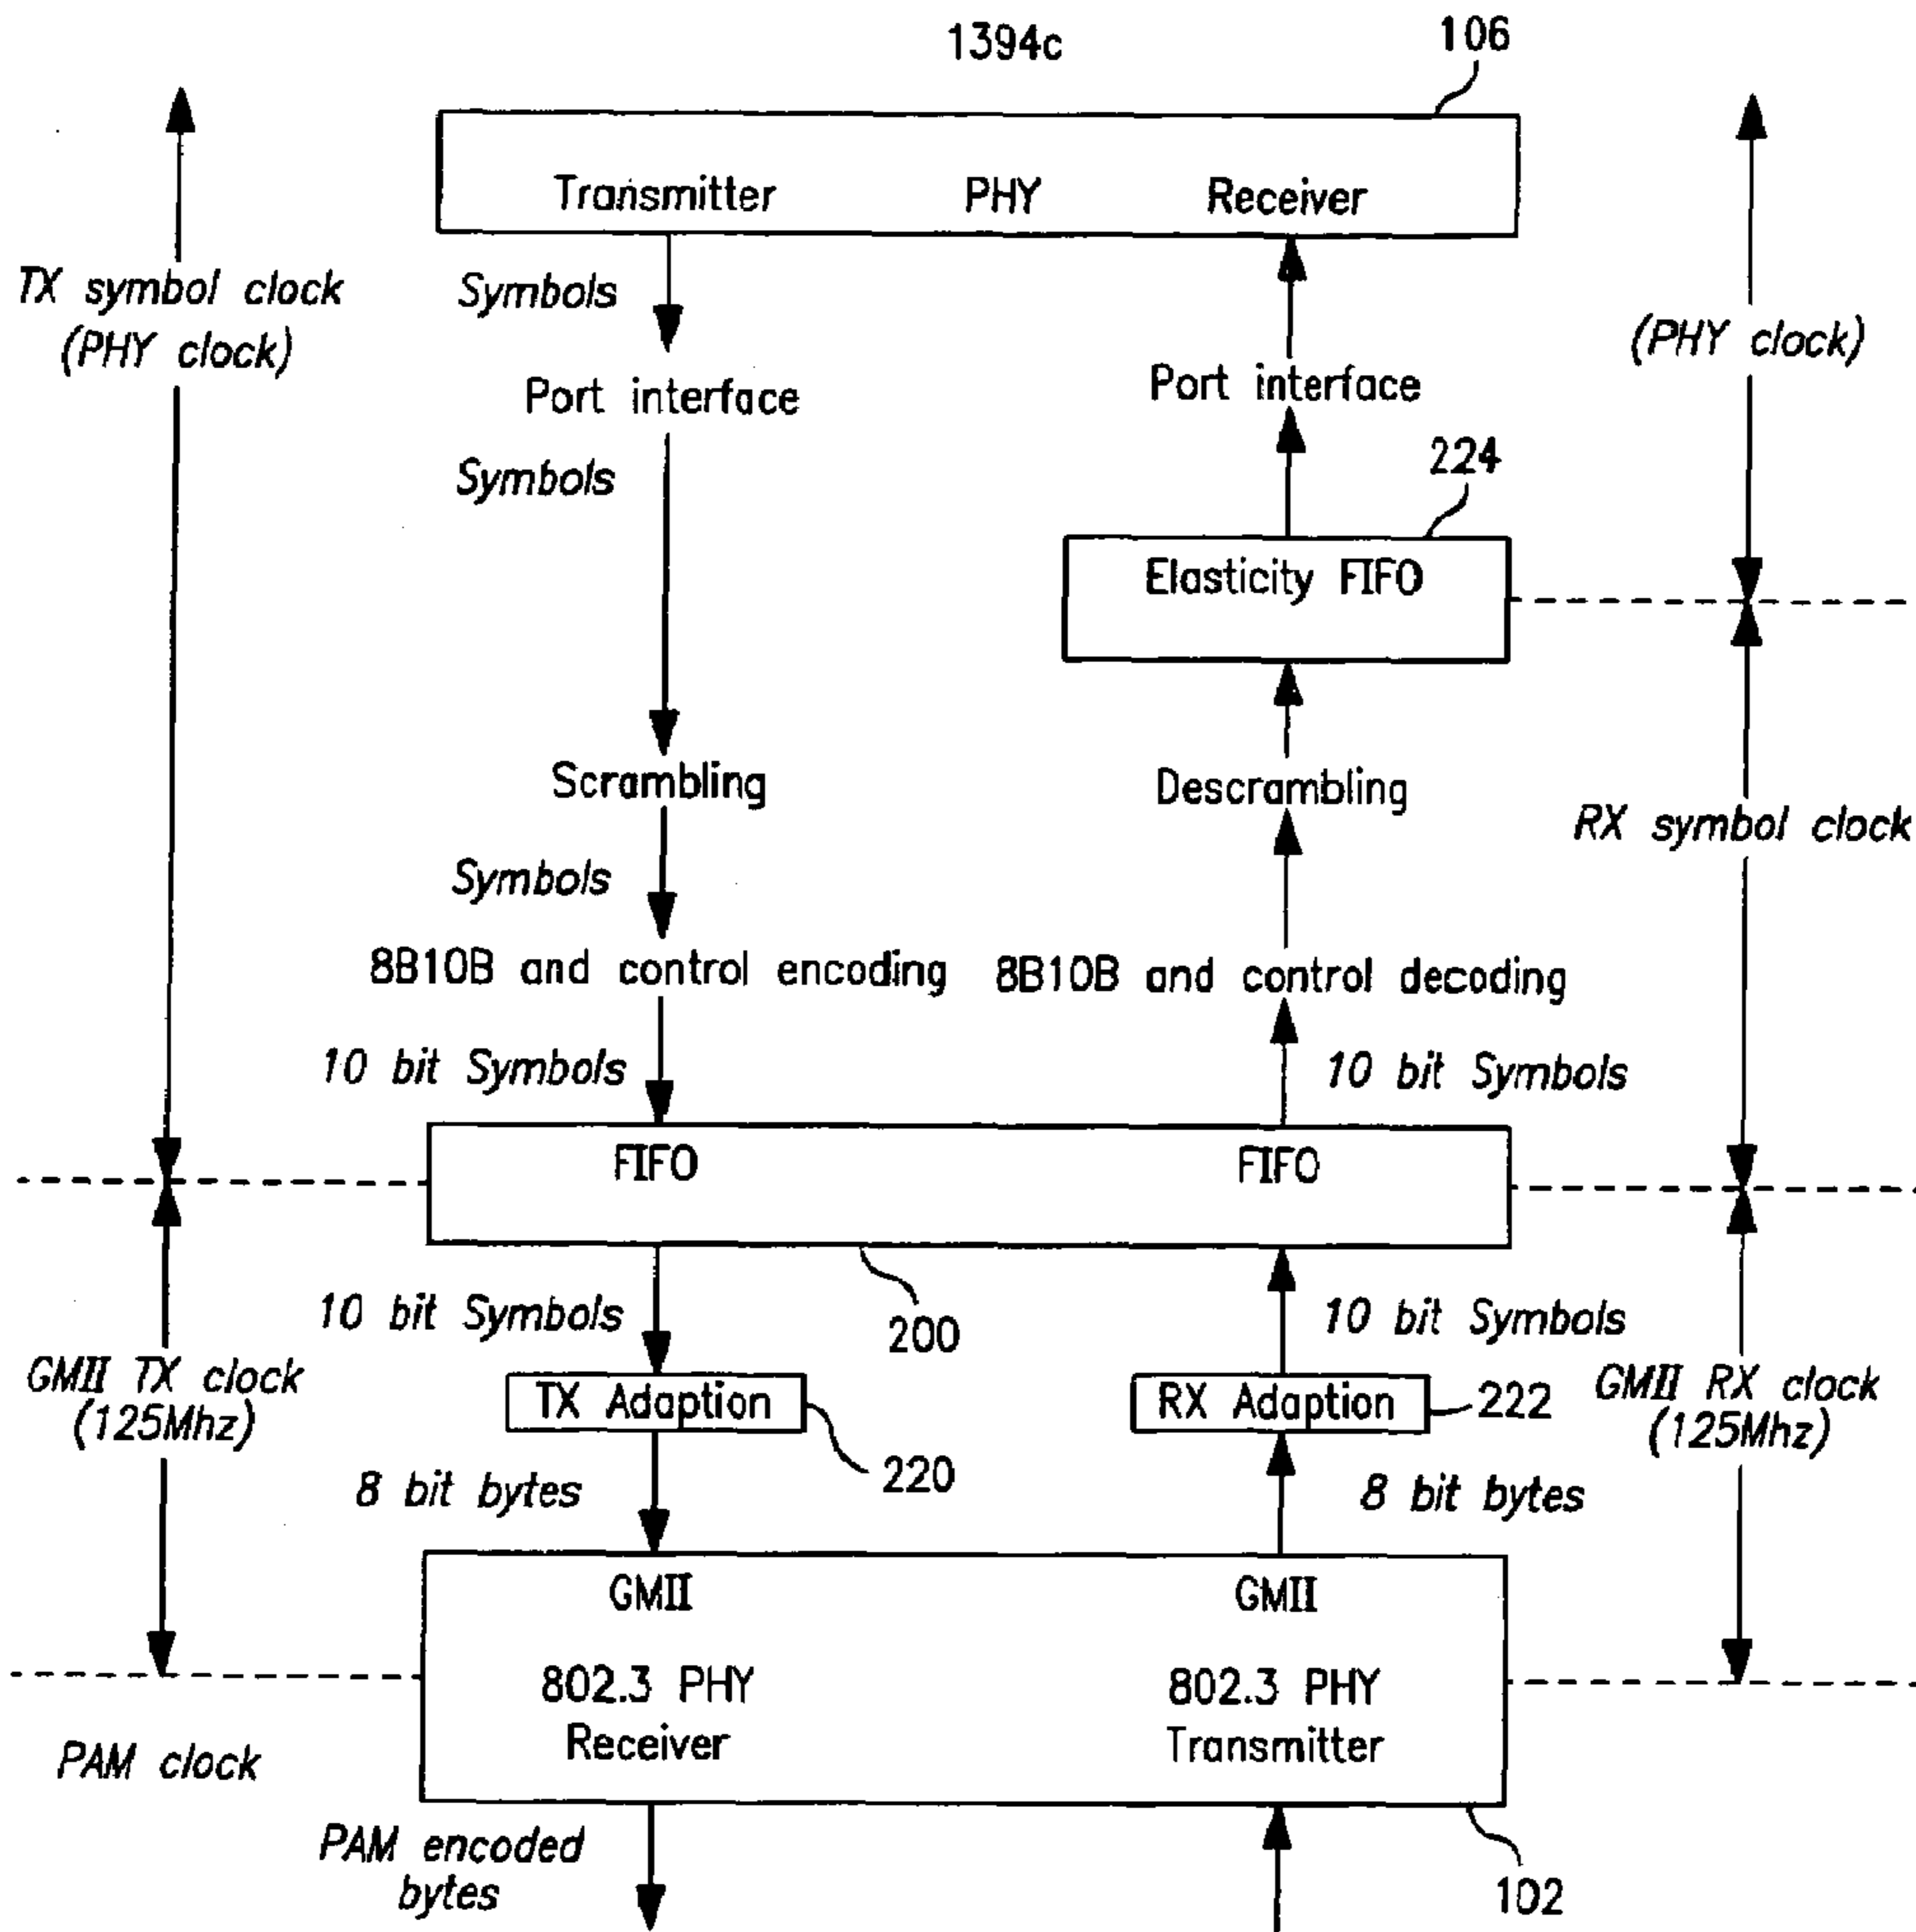 1394c
106
Transmitter PHY Receiver
TX symbol clock
(PHY clock)
Symbols
(PHY clock)
Port interface
Port interface
Symbols
224
Elasticity FIFO
Scrambling
Descrambling
RX symbol clock
Symbols
8B10B and control encoding
8B10B and control decoding
10 bit Symbols
10 bit Symbols
FIFO
FIFO
10 bit Symbols
200
10 bit Symbols
GMII TX clock
(125Mhz)
TX Adaption
220
RX Adaption
222
GMII RX clock
(125Mhz)
8 bit bytes
8 bit bytes
GMII
GMII
802.3 PHY
Receiver
802.3 PHY
Transmitter
PAM clock
PAM encoded
bytes
102